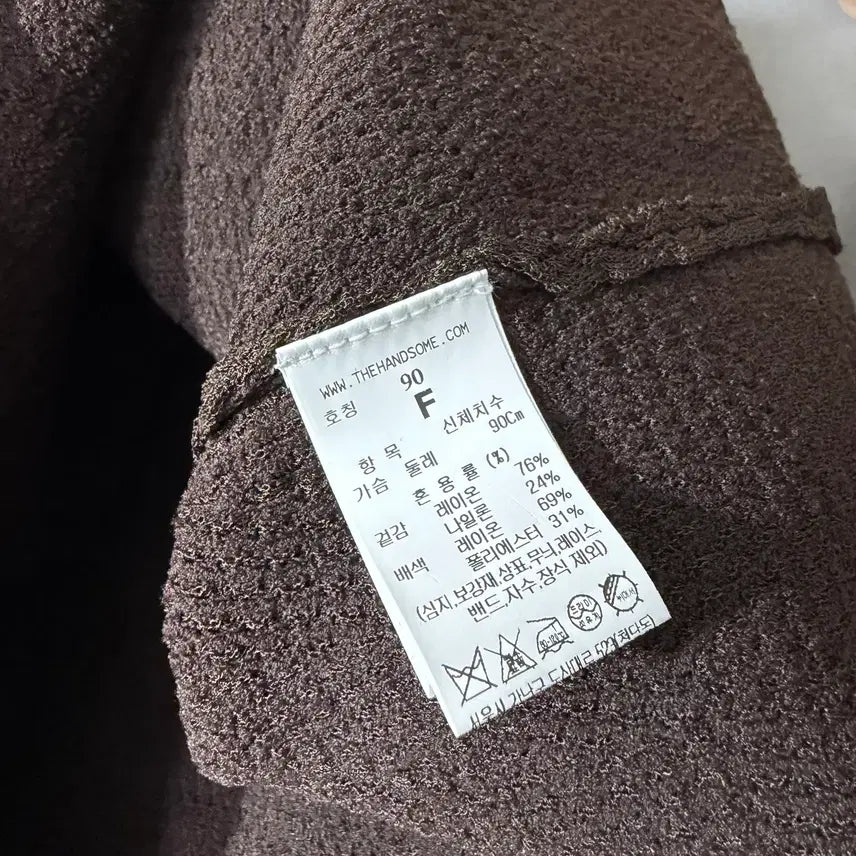 WWW.THEHANDSOME.COM
호칭 90
F
항 목 신체치수
가슴 둘레 90Cm
혼 용 률 (%)
겉감 레이온 76%
나일론 24%
배색 레이온 69%
폴리에스터 31%
(심지,보강재,상표,무늬,레이스
밴드,자수,장식 제외)